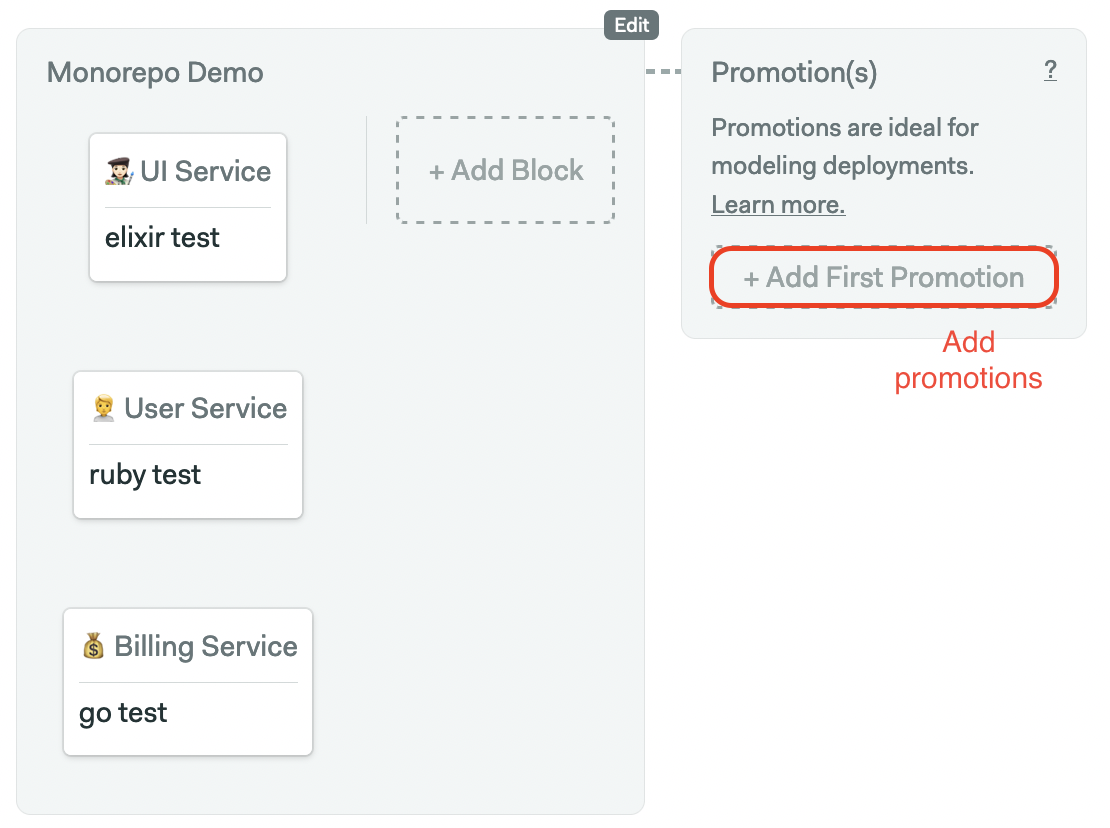 Edit
Monorepo Demo
UI Service
elixir test
+ Add Block
User Service
ruby test
$
Billing Service
go test
Promotion(s)
?
Promotions are ideal for
modeling deployments.
Learn more.
+ Add First Promotion
Add
promotions